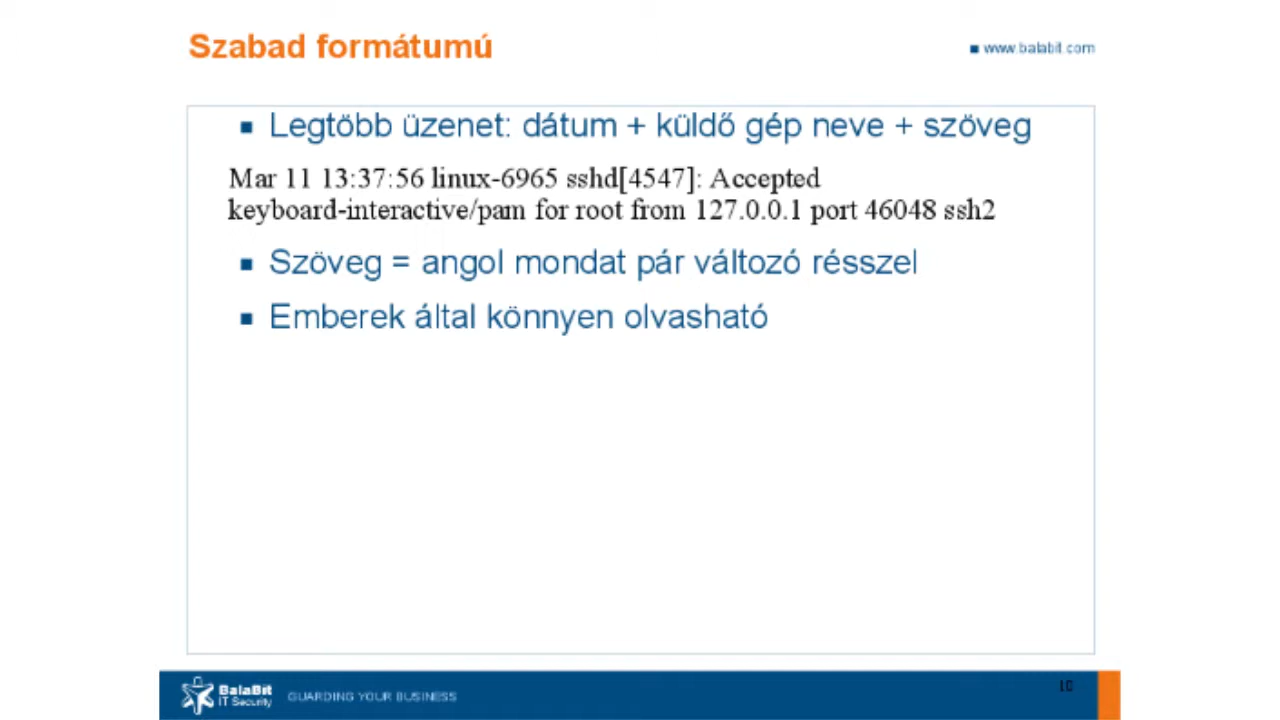 Szabad formátumú
www.balabit.com
Legtöbb üzenet: dátum + küldő gép neve + szöveg
Mar 11 13:37:56 linux-6965 sshd[4547]: Accepted
keyboard-interactive/pam for root from 127.0.0.1 port 46048 ssh2
Szöveg = angol mondat pár változó résszel
Emberek által könnyen olvasható
BalaBit
IT Security
GUARDING YOUR BUSINESS
10